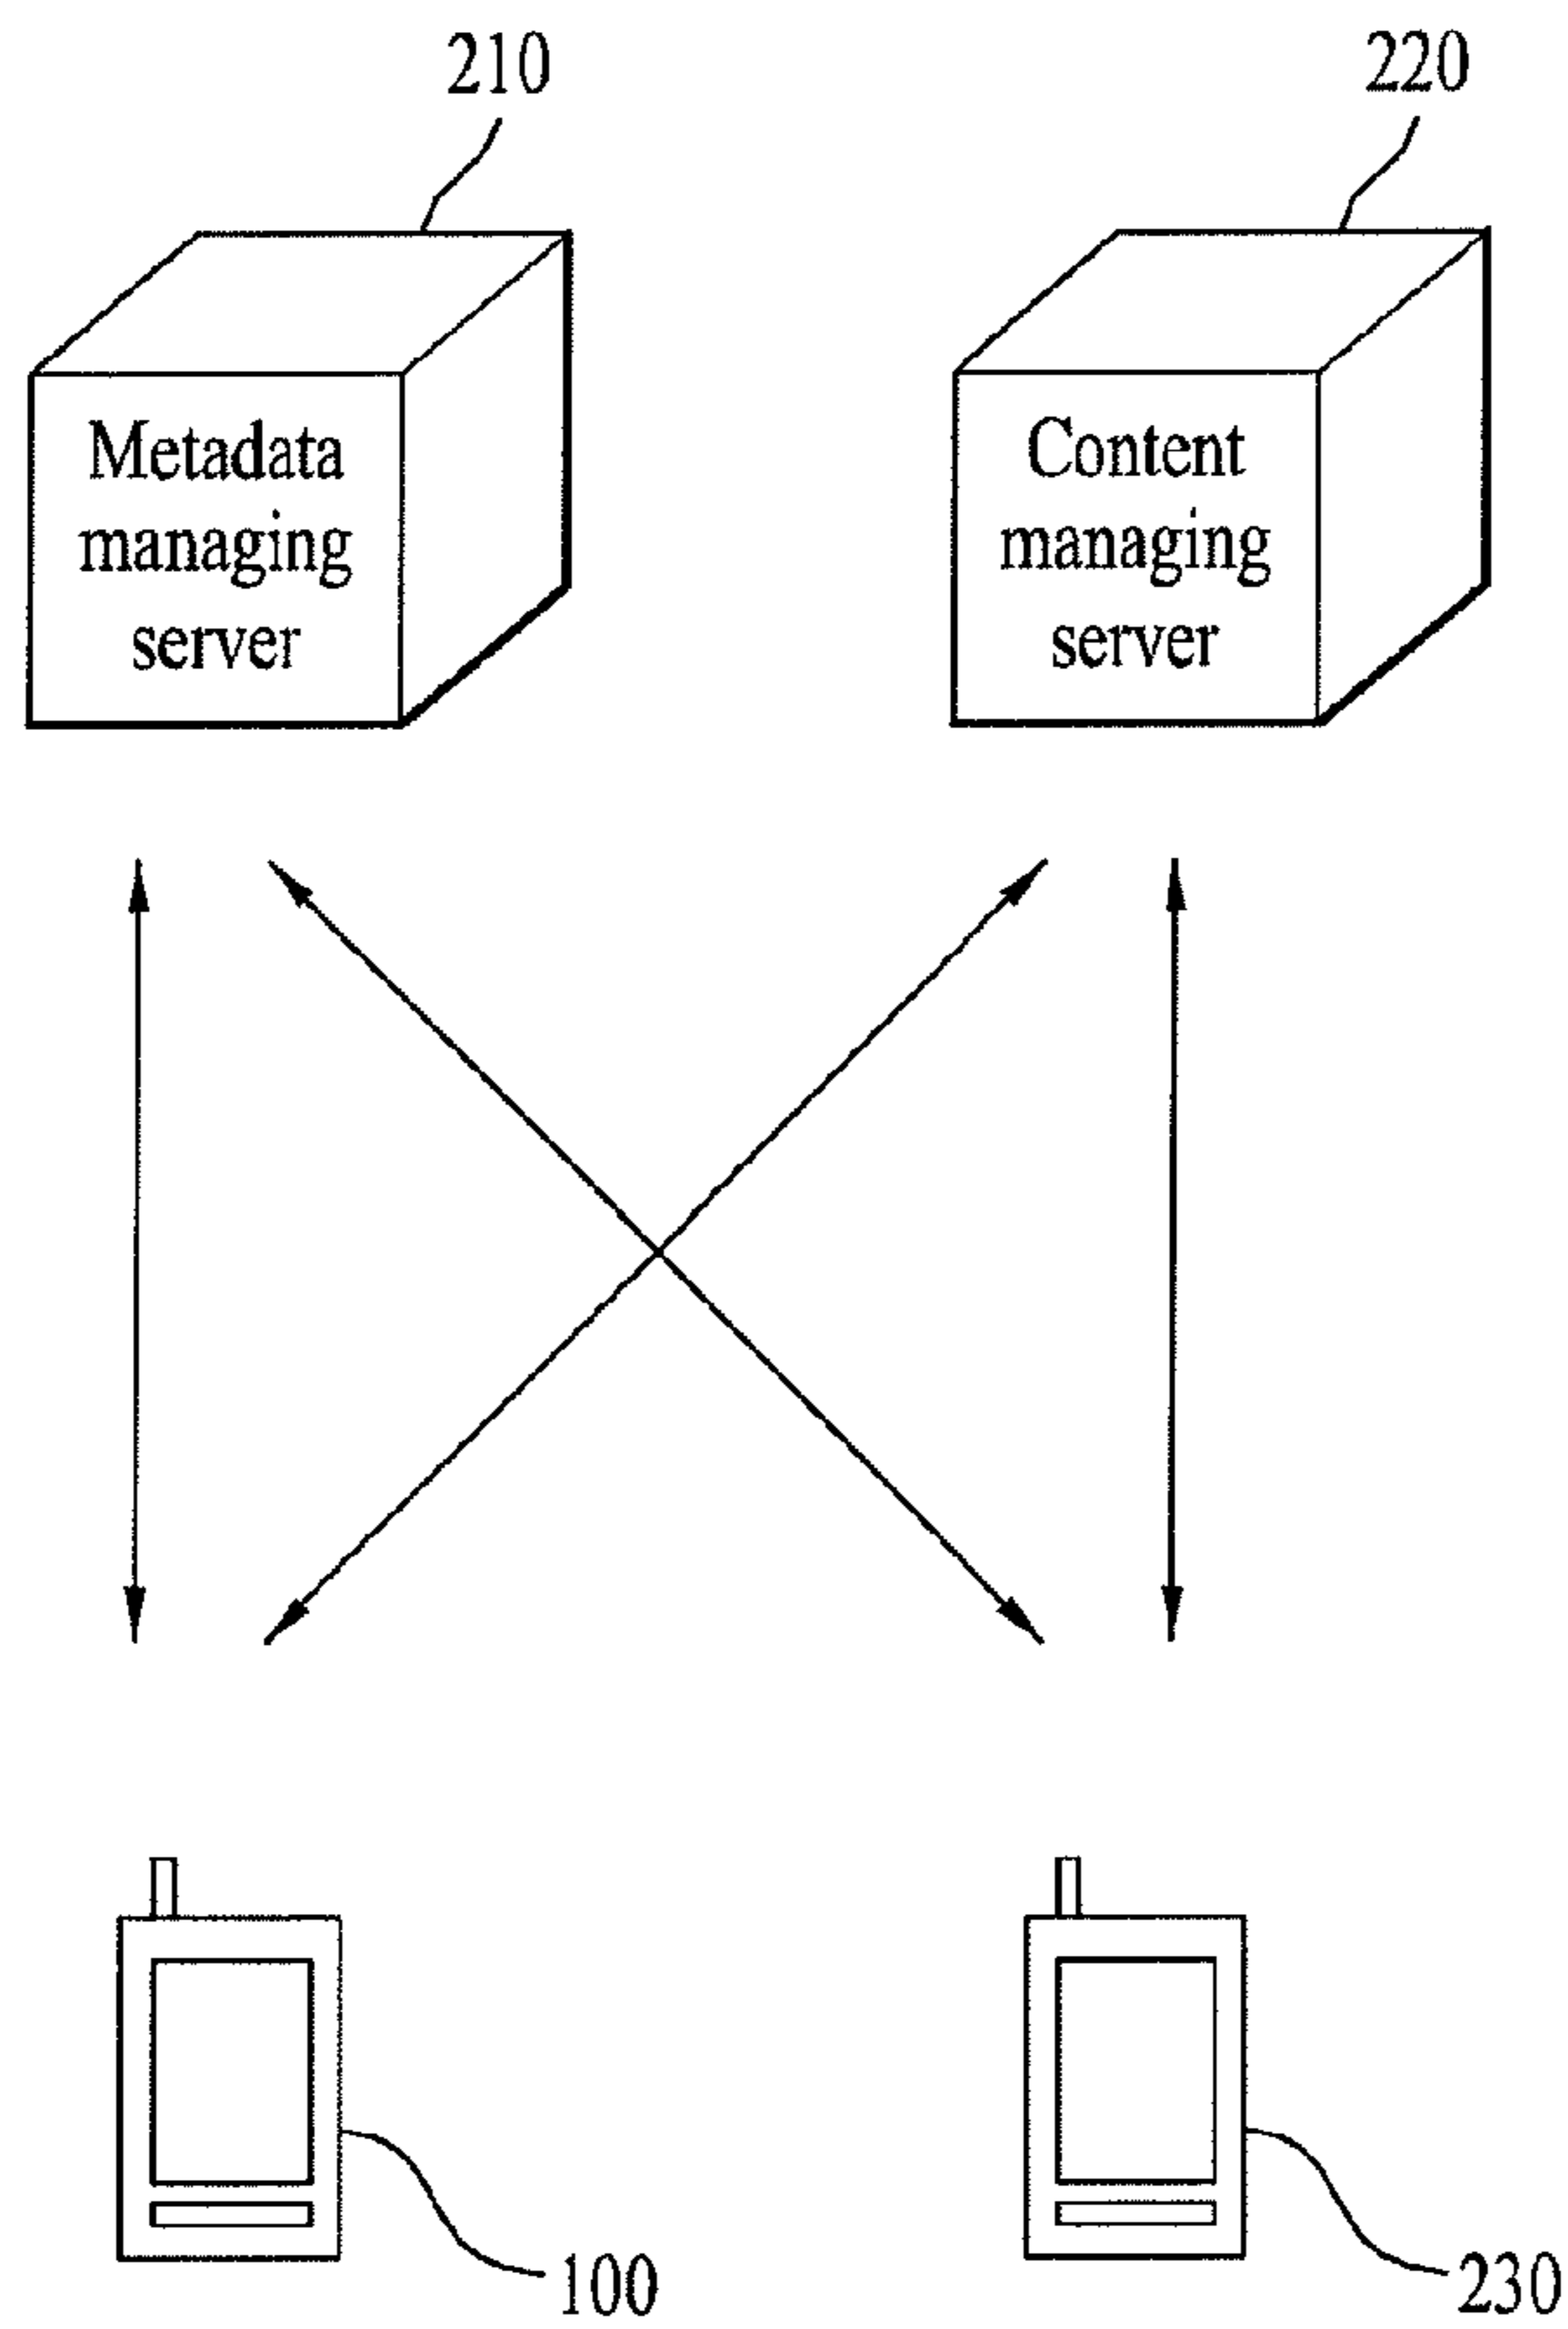 210
220
Metadata
managing
server
Content
managing
server
100
230